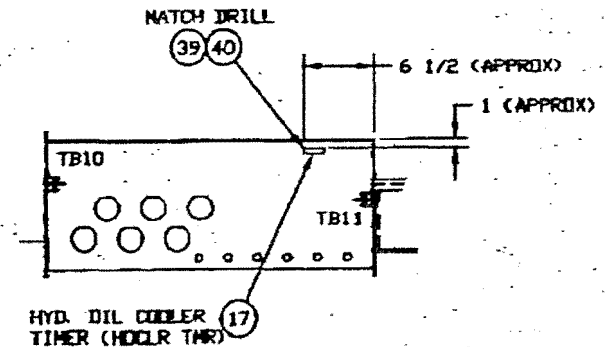 MATCH DRILL
39 40
6 1/2 (APPROX)
1 (APPROX)
TB10
TB11
HYD. OIL COOLER 17
TIMER (HOCLR TMR)